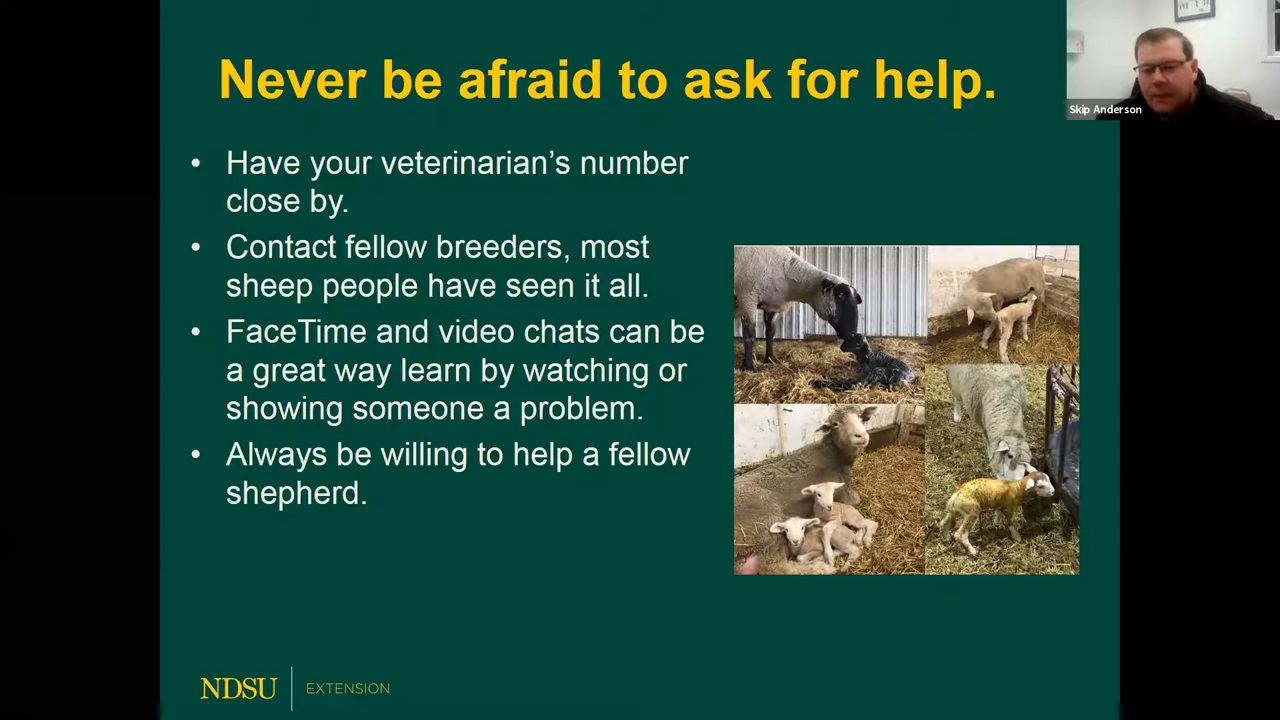 Never be afraid to ask for help.
Skip Anderson
• Have your veterinarian’s number
close by.
• Contact fellow breeders, most
sheep people have seen it all.
• FaceTime and video chats can be
a great way learn by watching or
showing someone a problem.
• Always be willing to help a fellow
shepherd.
NDSU EXTENSION